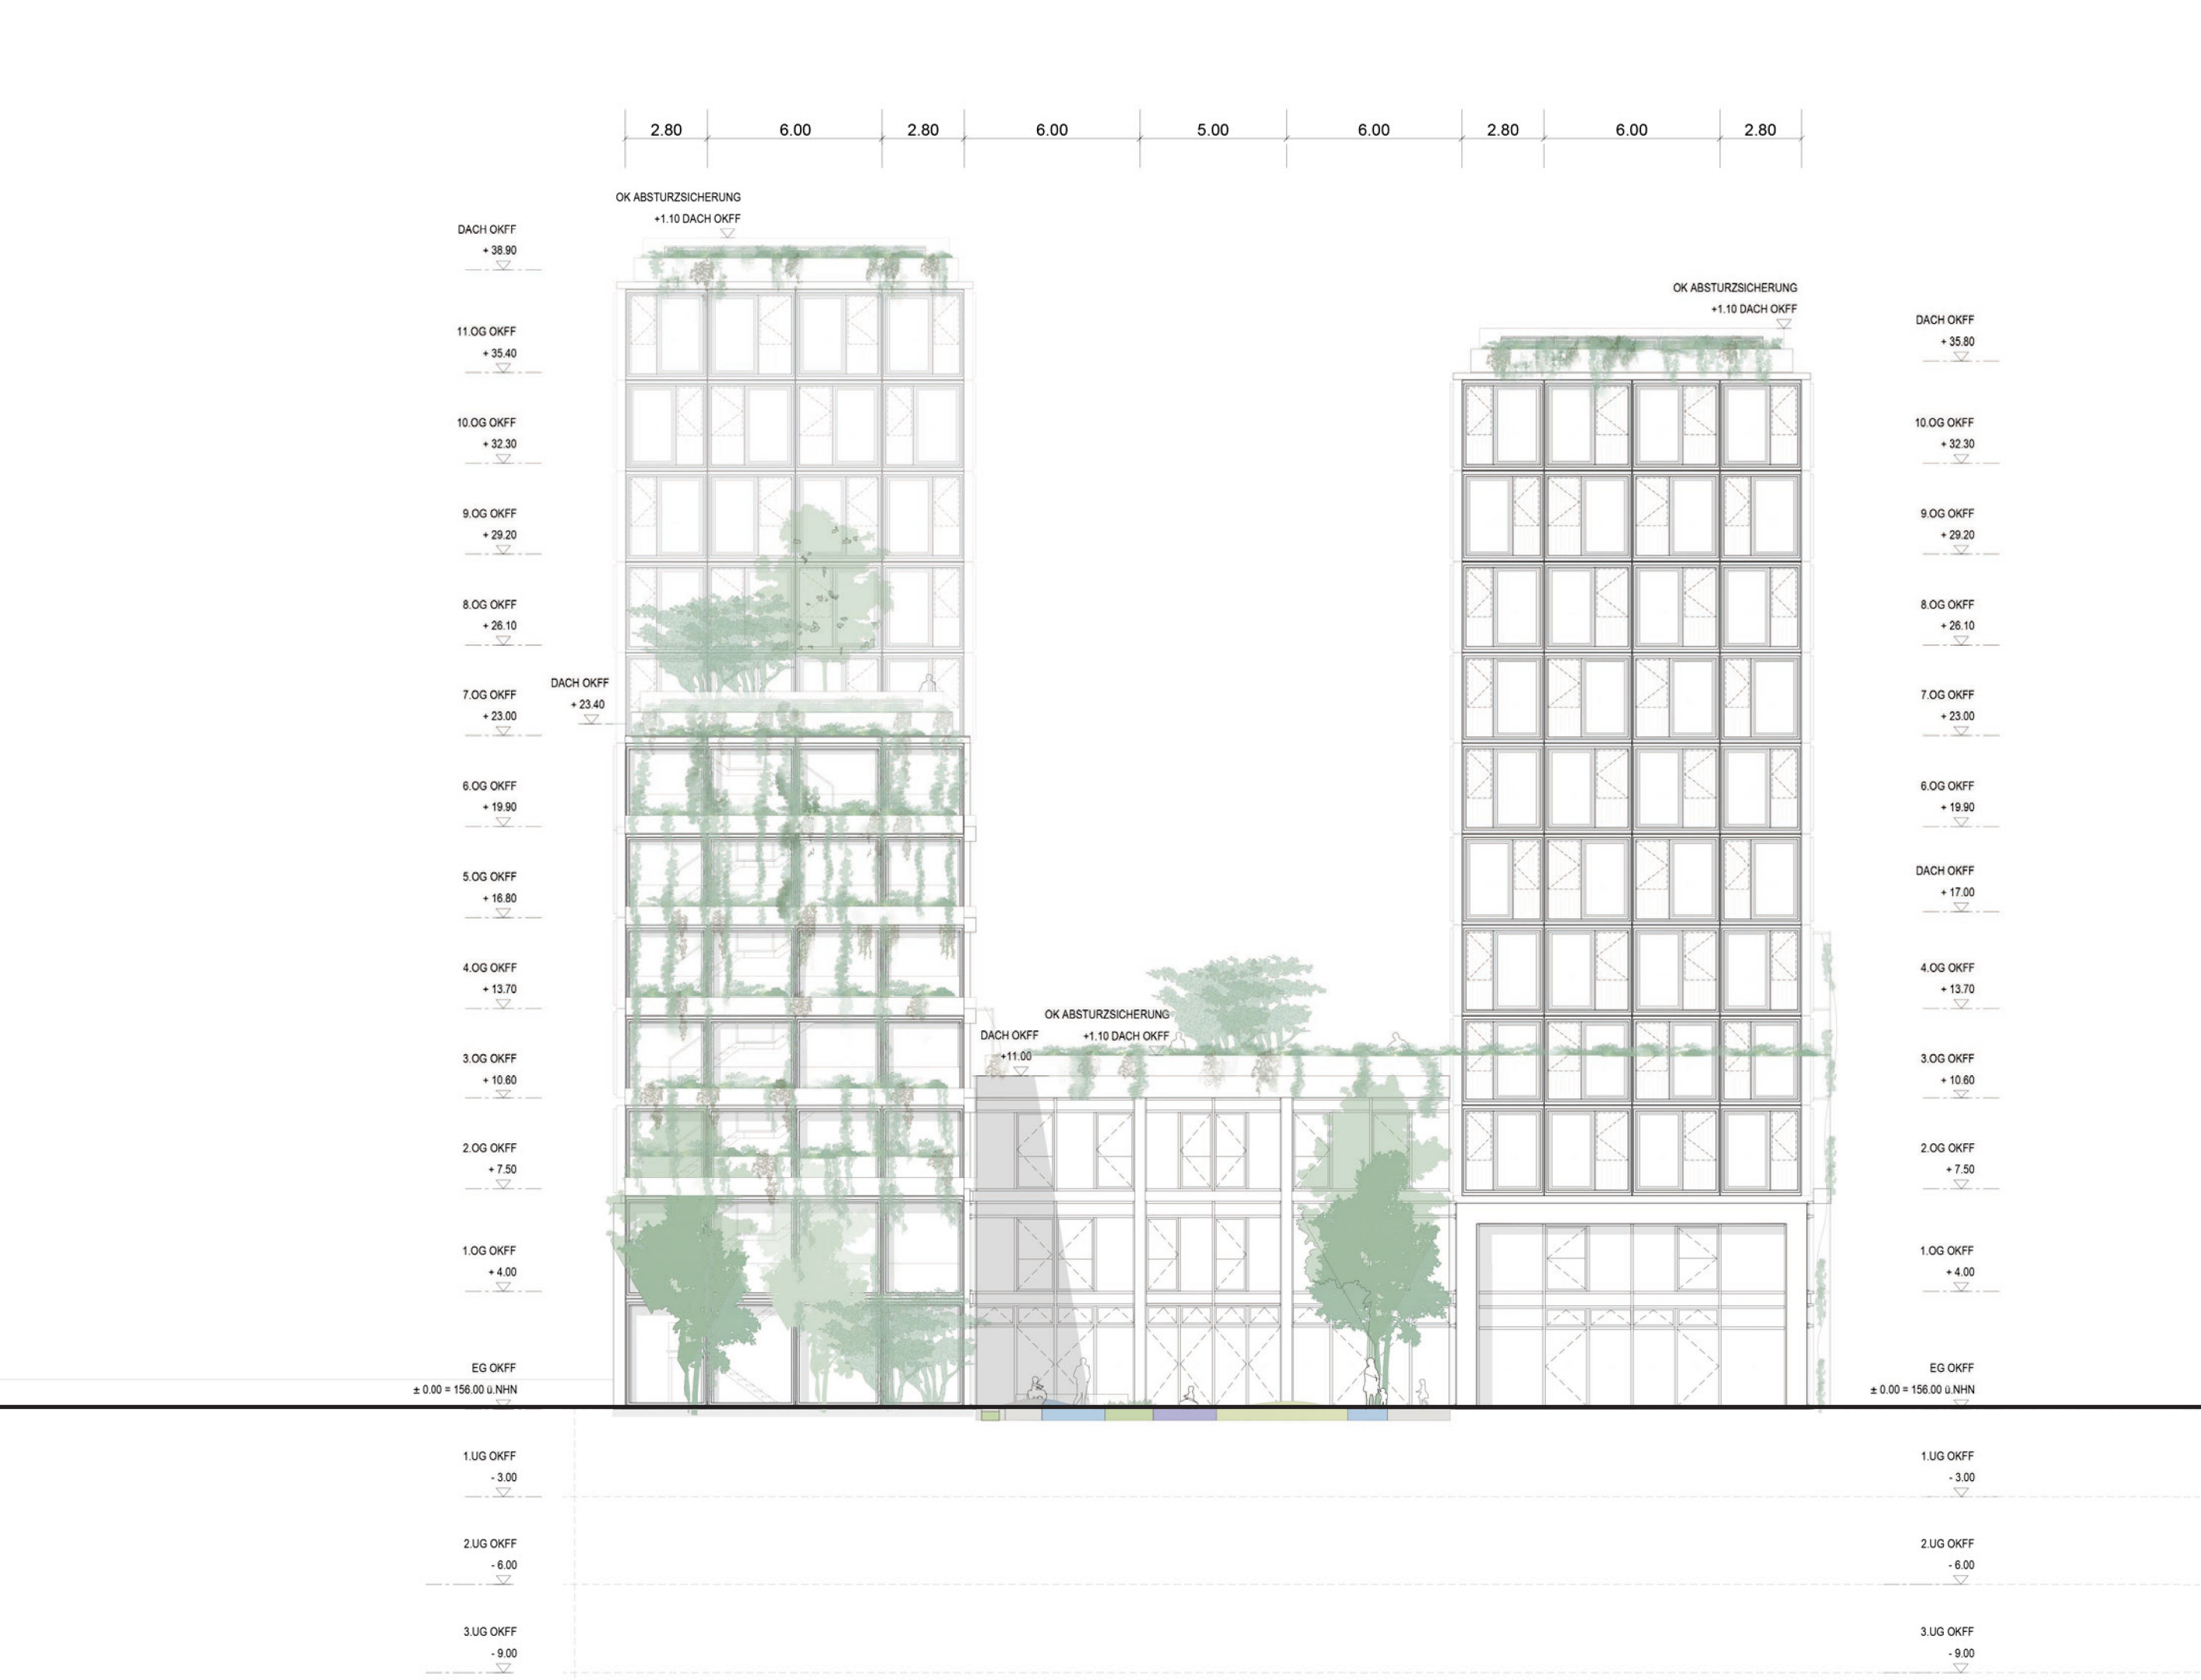 2.80 6.00 2.80 6.00 5.00 6.00 2.80 6.00 2.80
OK ABSTURZSICHERUNG
+1.10 DACH OKFF
DACH OKFF
+ 38.90
11.OG OKFF
+ 35.40
10.OG OKFF
+ 32.30
9.OG OKFF
+ 29.20
8.OG OKFF
+ 26.10
DACH OKFF
+ 23.40
7.OG OKFF
+ 23.00
6.OG OKFF
+ 19.90
5.OG OKFF
+ 16.80
4.OG OKFF
+ 13.70
3.OG OKFF
+ 10.60
2.OG OKFF
+ 7.50
1.OG OKFF
+ 4.00
EG OKFF
± 0.00 = 156.00 ü.NHN
1.UG OKFF
- 3.00
2.UG OKFF
- 6.00
3.UG OKFF
- 9.00
OK ABSTURZSICHERUNG
+1.10 DACH OKFF
DACH OKFF
+11.00
OK ABSTURZSICHERUNG
+1.10 DACH OKFF
DACH OKFF
+ 35.80
10.OG OKFF
+ 32.30
9.OG OKFF
+ 29.20
8.OG OKFF
+ 26.10
7.OG OKFF
+ 23.00
6.OG OKFF
+ 19.90
DACH OKFF
+ 17.00
4.OG OKFF
+ 13.70
3.OG OKFF
+ 10.60
2.OG OKFF
+ 7.50
1.OG OKFF
+ 4.00
EG OKFF
± 0.00 = 156.00 ü.NHN
1.UG OKFF
- 3.00
2.UG OKFF
- 6.00
3.UG OKFF
- 9.00